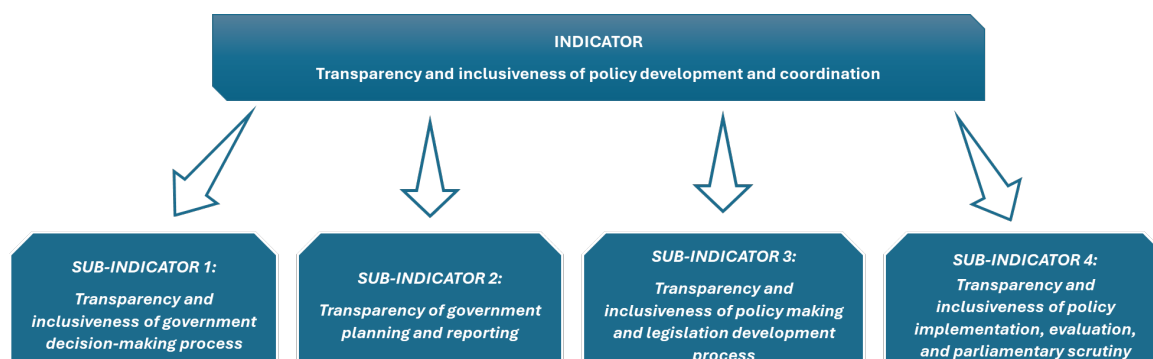 INDICATOR
Transparency and inclusiveness of policy development and coordination
SUB-INDICATOR 1:
Transparency and
inclusiveness of government
decision-making process
SUB-INDICATOR 2:
Transparency of government
planning and reporting
SUB-INDICATOR 3:
Transparency and
inclusiveness of policy making
and legislation development
process
SUB-INDICATOR 4:
Transparency and
inclusiveness of policy
implementation, evaluation,
and parliamentary scrutiny